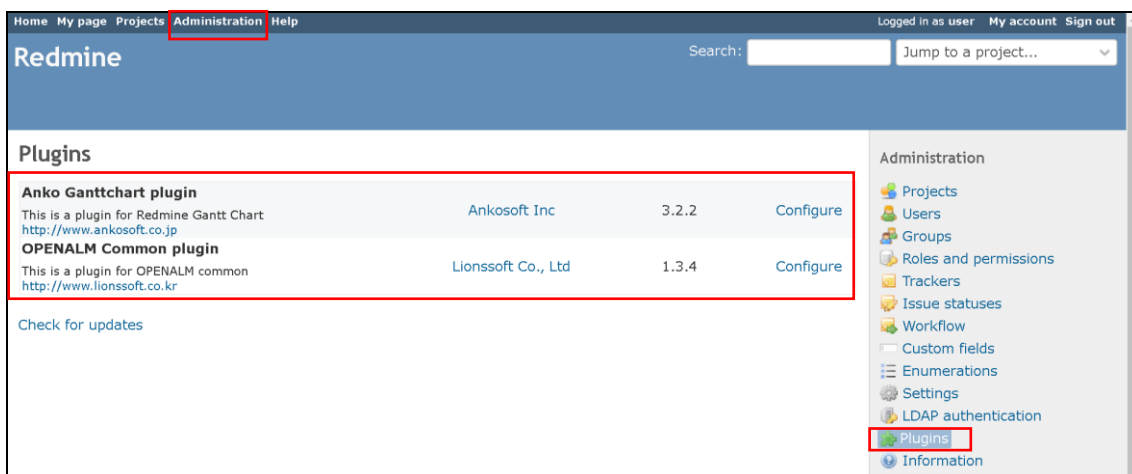 Home My page Projects Administration Help
Logged in as user My account Sign out
Redmine
Search:
Jump to a project...
Plugins
Anko Ganttchart plugin
This is a plugin for Redmine Gantt Chart
http://www.ankosoft.co.jp
Ankosoft Inc 3.2.2 Configure
OPENALM Common plugin
This is a plugin for OPENALM common
http://www.lionssoft.co.kr
Lionssoft Co., Ltd 1.3.4 Configure
Check for updates
Administration
Projects
Users
Groups
Roles and permissions
Trackers
Issue statuses
Workflow
Custom fields
Enumerations
Settings
LDAP authentication
Plugins
Information